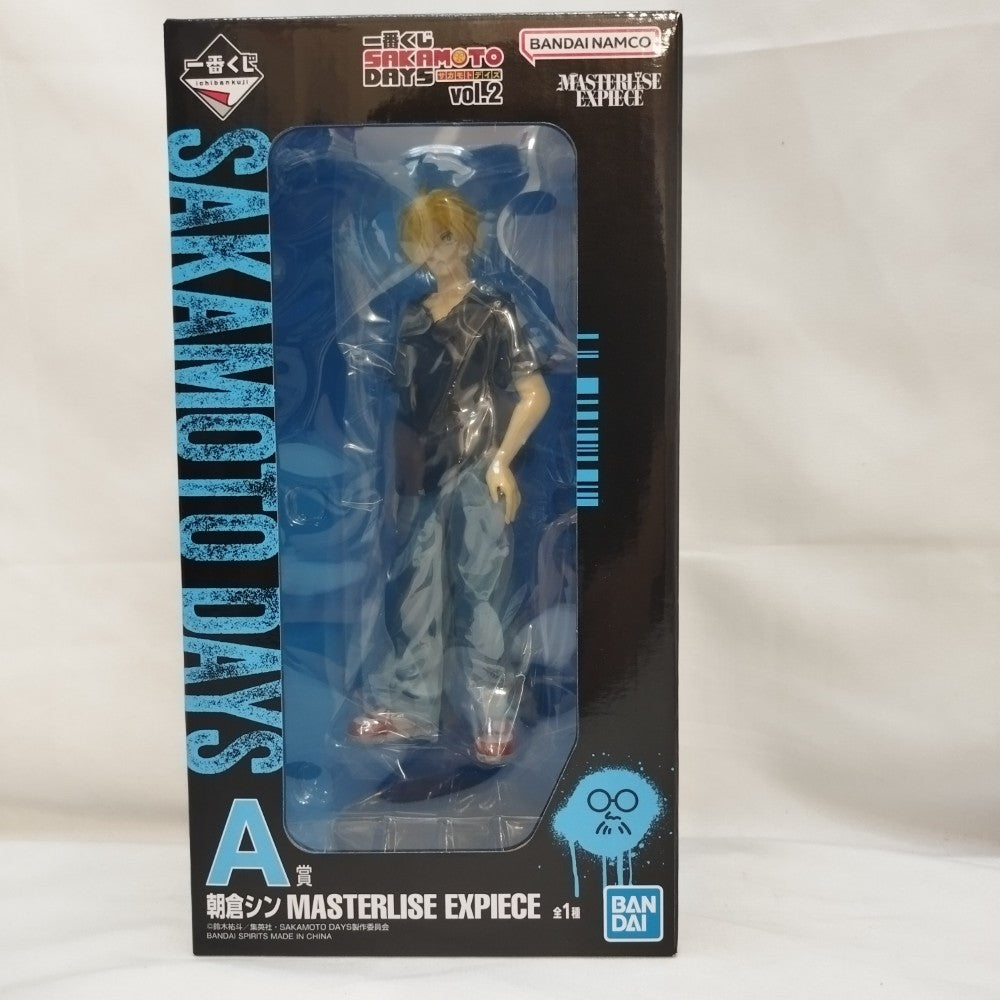 一番くじ
ichibankuji
一番くじ
SAKAMOTO
DAYS サカモトデイズ
vol.2
BANDAI NAMCO
MASTERLISE
EXPIECE
SAKAMOTO DAYS
A賞
朝倉シン MASTERLISE EXPIECE 全1種
©鈴木祐斗／集英社・SAKAMOTO DAYS製作委員会
BANDAI SPIRITS MADE IN CHINA
BAN
DAI